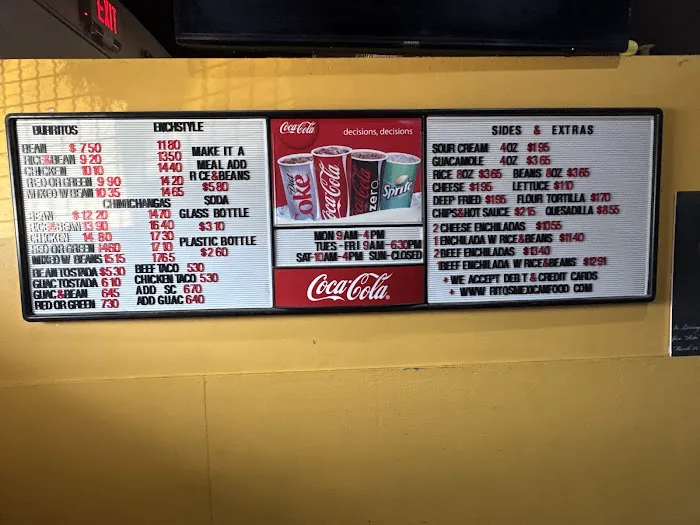 EXIT
BURRITOS ENCHSTYLE
BEAN $7.50 11.80
RICE&BEAN 9.20 13.50
CHICKEN 10.10 14.40
RED OR GREEN 9.90 14.20
MIXED W BEAN 10.35 14.65
CHIMICHANGAS
BEAN $12.20 14.70
RICE&BEAN 13.90 16.40
CHICKEN 14.80 17.30
RED OR GREEN 14.60 17.10
MIXED W BEANS 15.15 17.65
BEAN TOSTADA $5.30 BEEF TACO 5.30
GUAC TOSTADA 6.10 CHICKEN TACO 5.30
GUAC&BEAN 6.45 ADD SC 6.70
RED OR GREEN 7.30 ADD GUAC 6.40
MAKE IT A
MEAL ADD
RICE&BEANS
$5.80
SODA
GLASS BOTTLE
$3.10
PLASTIC BOTTLE
$2.60
Coca-Cola
decisions, decisions
Diet Coke
Coca-Cola
zero
Sprite
MON 9AM-4PM
TUES-FRI 9AM-6:30PM
SAT-10AM-4PM SUN-CLOSED
Coca-Cola
SIDES & EXTRAS
SOUR CREAM 4OZ $1.95
GUACAMOLE 4OZ $3.65
RICE 8OZ $3.65 BEANS 8OZ $3.65
CHEESE $1.95 LETTUCE $1.10
DEEP FRIED $1.95 FLOUR TORTILLA $1.70
CHIPS&HOT SAUCE $2.15 QUESADILLA $8.55
2 CHEESE ENCHILADAS $10.55
1 ENCHILADA W RICE&BEANS $11.40
2 BEEF ENCHILADAS $13.40
1 BEEF ENCHILADA W RICE&BEANS $12.91
+ WE ACCEPT DEBIT & CREDIT CARDS
+ WWW.RITOSMEXICANFOOD.COM